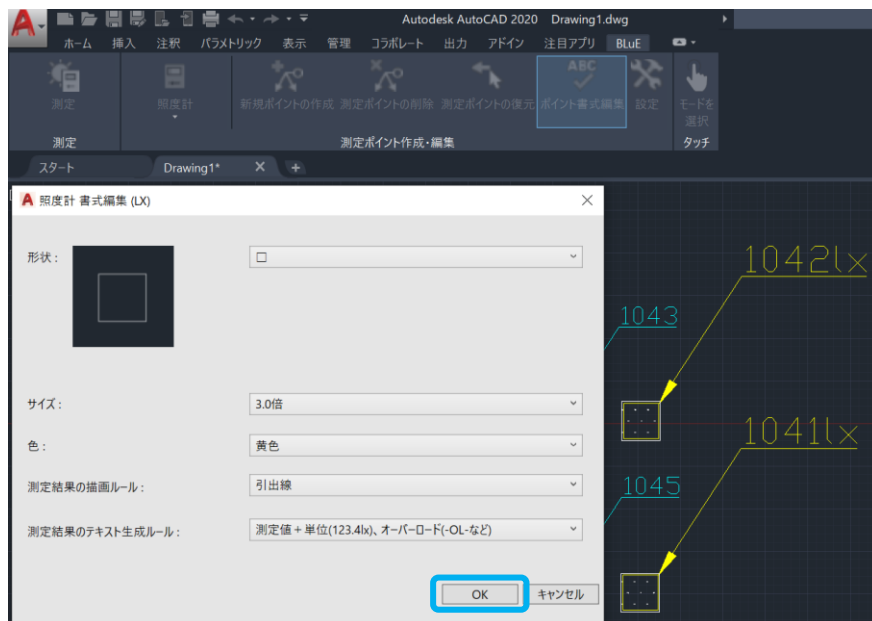 A Autodesk AutoCAD 2020 Drawing1.dwg
ホーム 挿入 注釈 パラメトリック 表示 管理 コラボレート 出力 アドイン 注目アプリ BLuE
ABC
測定 照度計 新規ポイントの作成 測定ポイントの削除 測定ポイントの復元 ポイント書式編集 設定 モードを
選択
測定 測定ポイント作成・編集 タッチ
スタート Drawing1* × +
A 照度計 書式編集 (LX) ×
形状 : □
1042lx
1043
サイズ : 3.0倍
色 : 黄色
1041lx
測定結果の描画ルール : 引出線
1045
測定結果のテキスト生成ルール : 測定値 + 単位(123.4lx)、オーバーロード(-OL-など)
OK キャンセル